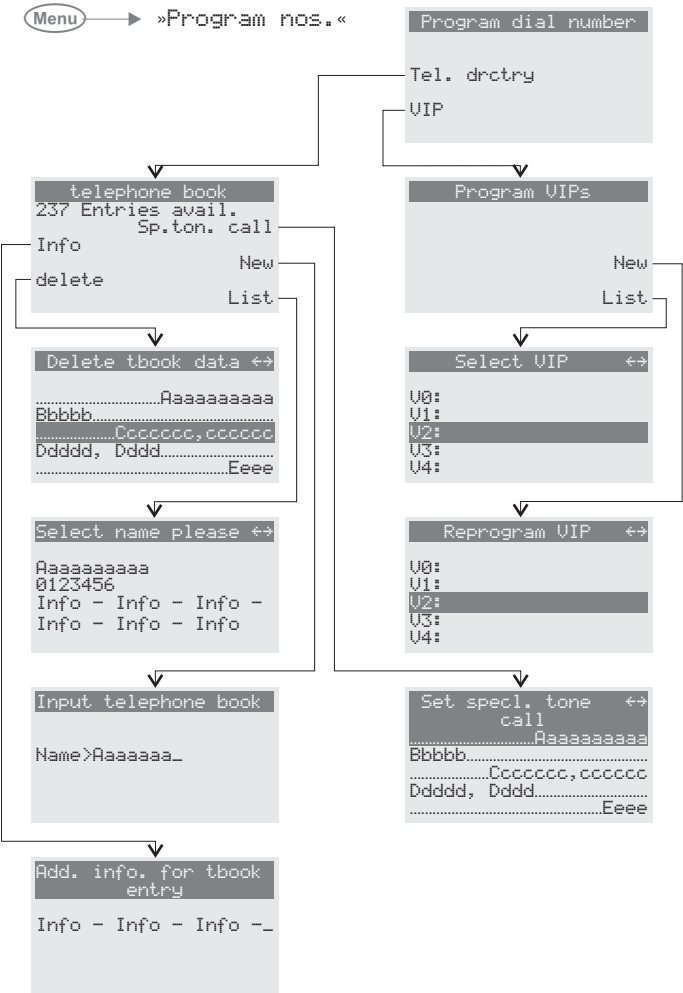 Menu »Program nos.«
Program dial number
Tel. drctry
VIP
telephone book
237 Entries avail.
Sp.ton. call
Info
New
delete
List
Program VIPs
New
List
Delete tbook data ↔
Aaaaaaaaaa
Bbbbb
Ccccccc,cccccc
Ddddd, Dddd
Eeee
Select VIP ↔
V0:
V1:
V2:
V3:
V4:
Select name please ↔
Aaaaaaaaaa
0123456
Info - Info - Info -
Info - Info - Info
Reprogram VIP ↔
V0:
V1:
V2:
V3:
V4:
Input telephone book
Name>Aaaaaaa_
Set specl. tone ↔
call
Aaaaaaaaaa
Bbbbb
Ccccccc,cccccc
Ddddd, Dddd
Eeee
Add. info. for tbook
entry
Info - Info - Info -_